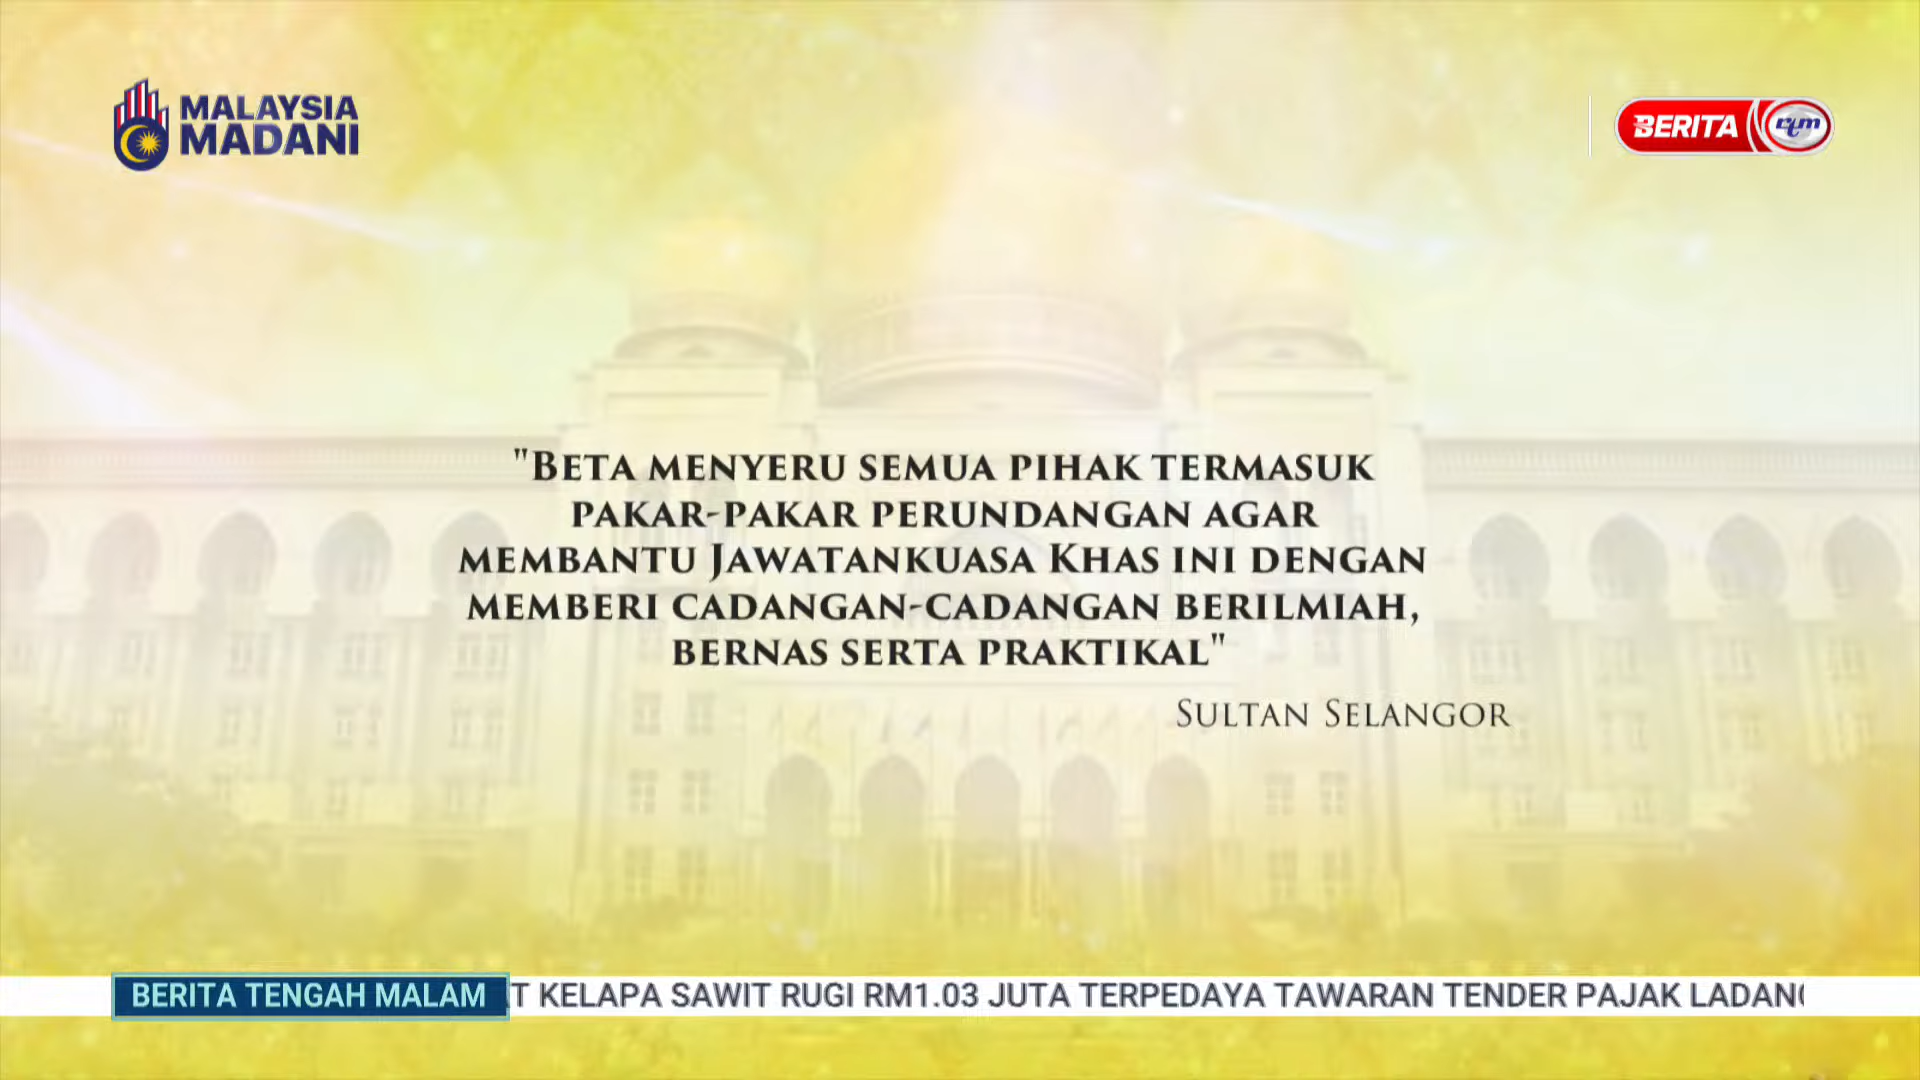 MALAYSIA
MADANI
BERITA rtm
"BETA MENYERU SEMUA PIHAK TERMASUK
PAKAR-PAKAR PERUNDANGAN AGAR
MEMBANTU JAWATANKUASA KHAS INI DENGAN
MEMBERI CADANGAN-CADANGAN BERILMIAH,
BERNAS SERTA PRAKTIKAL"
SULTAN SELANGOR
BERITA TENGAH MALAM
T KELAPA SAWIT RUGI RM1.03 JUTA TERPEDAYA TAWARAN TENDER PAJAK LADAN